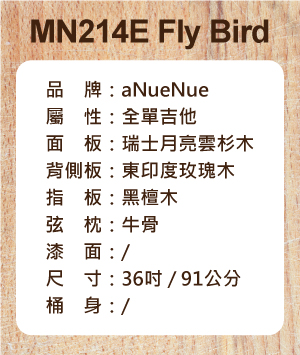 MN214E Fly Bird
品　牌：aNueNue
屬　性：全單吉他
面　板：瑞士月亮雲杉木
背側板：東印度玫瑰木
指　板：黑檀木
弦　枕：牛骨
漆　面：/
尺　寸：36吋 / 91公分
桶　身：/